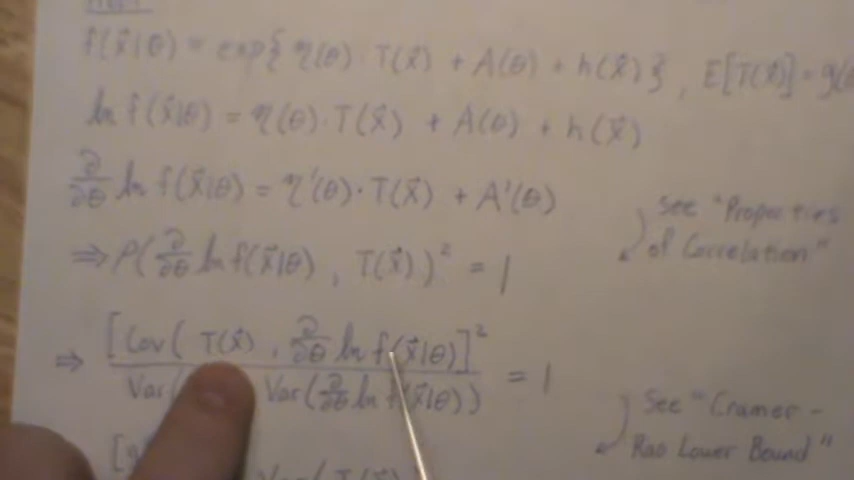 f(x⃗|θ) = exp{ η(θ) · T(x⃗) + A(θ) + h(x⃗) } , E[T(x⃗)] = g(θ
ln f(x⃗|θ) = η(θ) · T(x⃗) + A(θ) + h(x⃗)
∂/∂θ ln f(x⃗|θ) = η'(θ) · T(x⃗) + A'(θ)
see "Properties
of Correlation"
⇒ ρ( ∂/∂θ ln f(x⃗|θ) , T(x⃗) )² = 1
⇒ [Cov( T(x⃗) , ∂/∂θ ln f(x⃗|θ)]² = 1
Var( Var(∂/∂θ ln f(x⃗|θ))
See "Cramer-
Rao Lower Bound"
[g Var( T(x⃗)